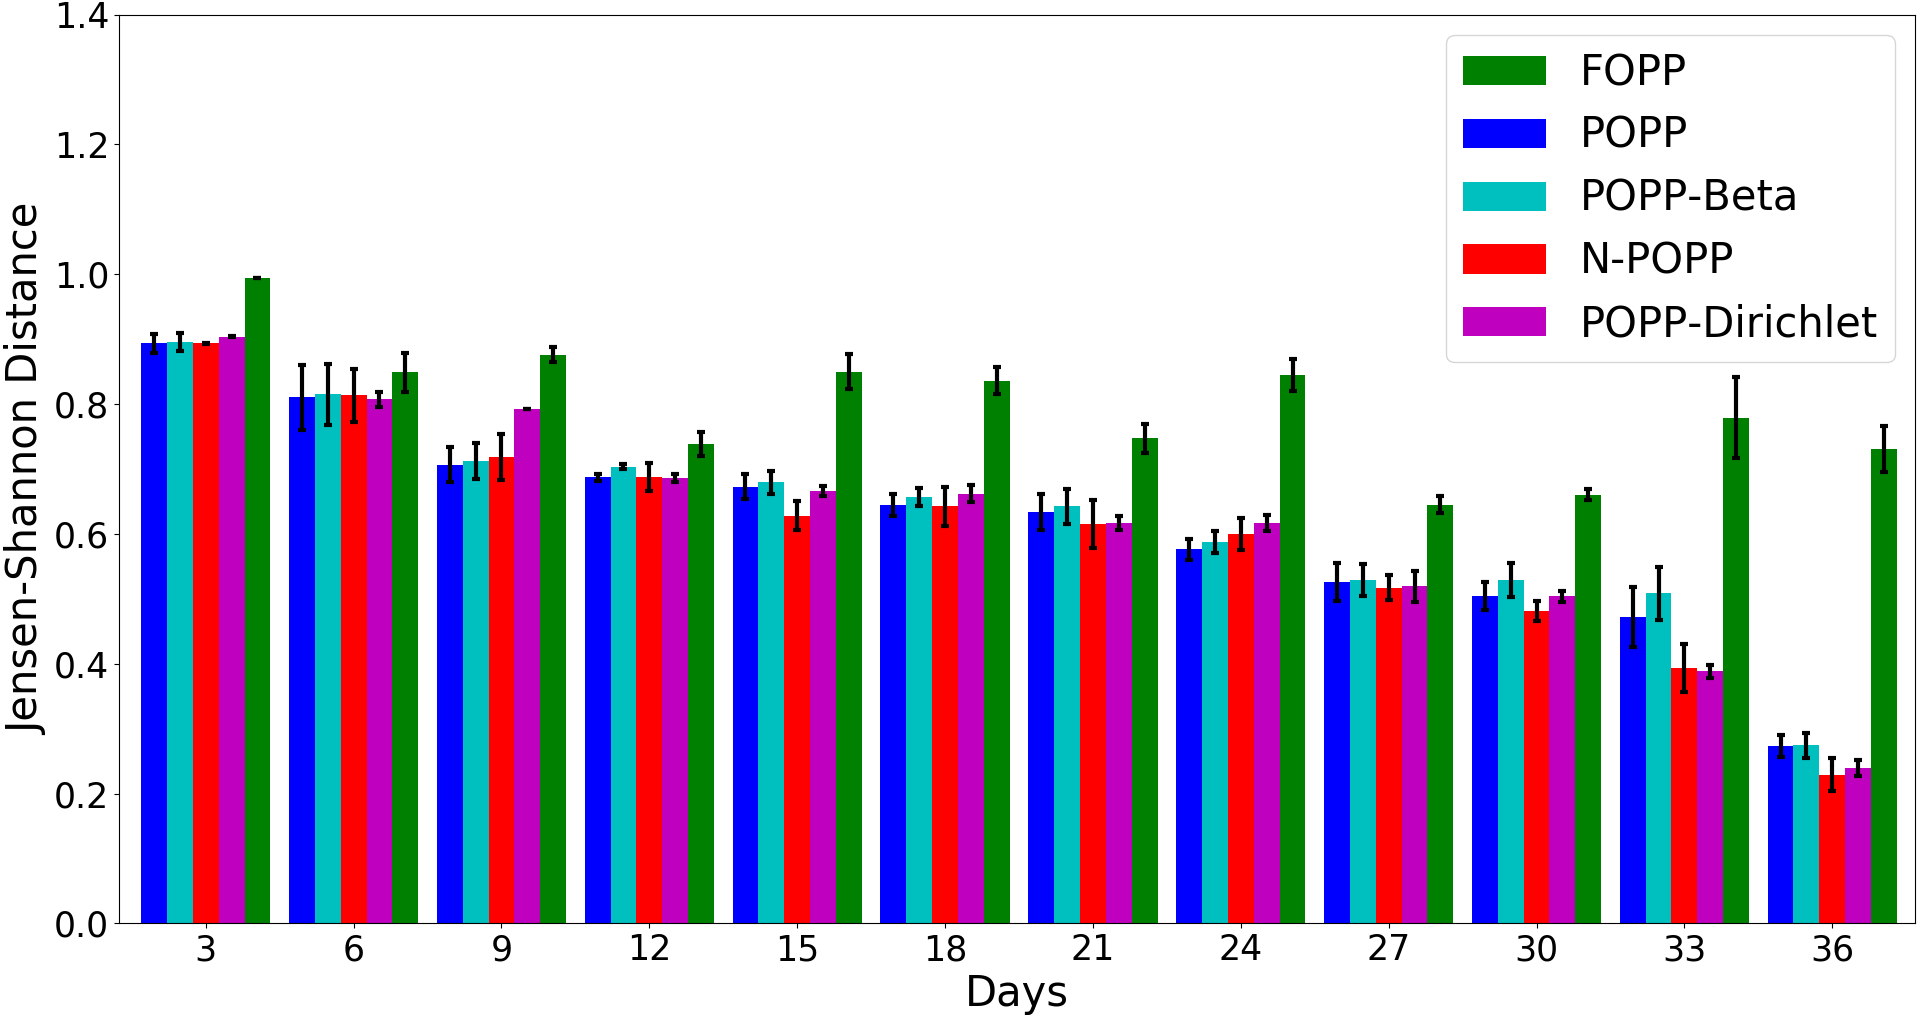 Jensen-Shannon Distance
1.4
1.2
1.0
0.8
0.6
0.4
0.2
0.0
FOPP
POPP
POPP-Beta
N-POPP
POPP-Dirichlet
3 6 9 12 15 18 21 24 27 30 33 36
Days